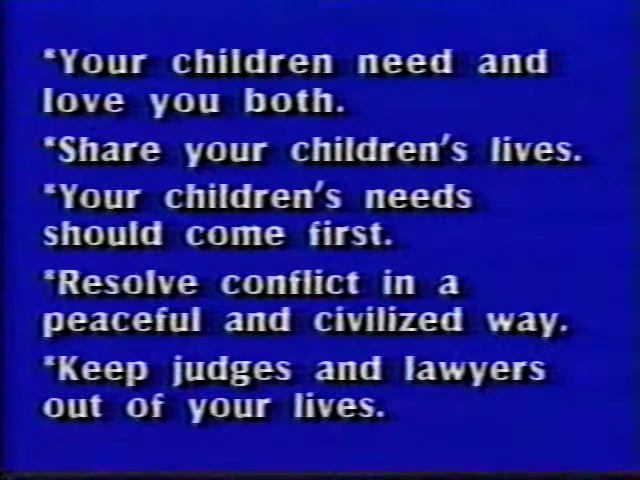 *Your children need and
love you both.
*Share your children's lives.
*Your children's needs
should come first.
*Resolve conflict in a
peaceful and civilized way.
*Keep judges and lawyers
out of your lives.